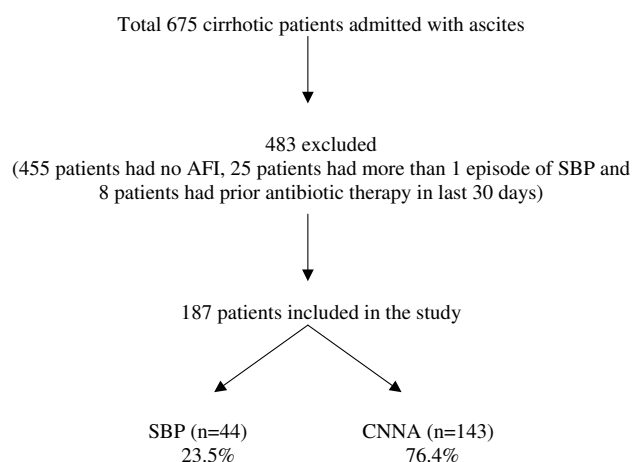 Total 675 cirrhotic patients admitted with ascites
483 excluded
(455 patients had no AFI, 25 patients had more than 1 episode of SBP and
8 patients had prior antibiotic therapy in last 30 days)
187 patients included in the study
SBP (n=44)
23.5%
CNNA (n=143)
76.4%